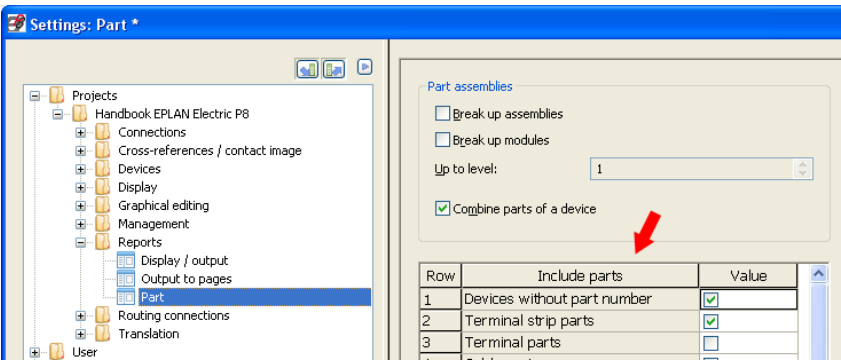 Settings: Part *
Projects
Handbook EPLAN Electric P8
Connections
Cross-references / contact image
Devices
Display
Graphical editing
Management
Reports
Display / output
Output to pages
Part
Routing connections
Translation
User
Part assemblies
Break up assemblies
Break up modules
Up to level: 1
Combine parts of a device
Row Include parts Value
1 Devices without part number
2 Terminal strip parts
3 Terminal parts